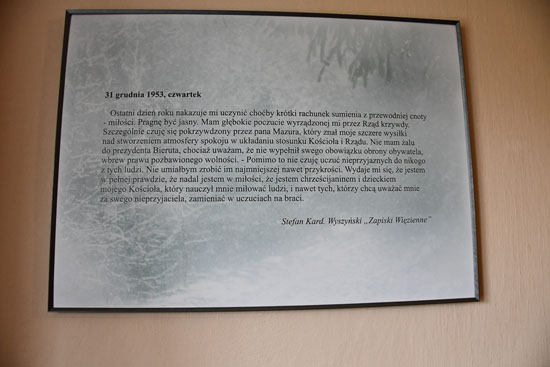 31 grudnia 1953, czwartek
Ostatni dzień roku nakazuje mi uczynić choćby krótki rachunek sumienia z przewodniej cnoty
- miłości. Pragnę być jasny. Mam głębokie poczucie wyrządzonej mi przez Rząd krzywdy.
Szczególnie czuję się pokrzywdzony przez pana Mazura, który znał moje szczere wysiłki
nad stworzeniem atmosfery spokoju w układaniu stosunku Kościoła i Rządu. Nie mam żalu
do prezydenta Bieruta, chociaż uważam, że nie wypełnił swego obowiązku obrony obywatela,
wbrew prawu pozbawionego wolności. - Pomimo to nie czuję uczuć nieprzyjaznych do nikogo
z tych ludzi. Nie umiałbym zrobić im najmniejszej nawet przykrości. Wydaje mi się, że jestem
w pełnej prawdzie, że nadal jestem w miłości, że jestem chrześcijaninem i dzieckiem
mojego Kościoła, który nauczył mnie miłować ludzi, i nawet tych, którzy chcą uważać mnie
za swego nieprzyjaciela, zamieniać w uczuciach na braci.
Stefan Kard. Wyszyński „Zapiski Więzienne”